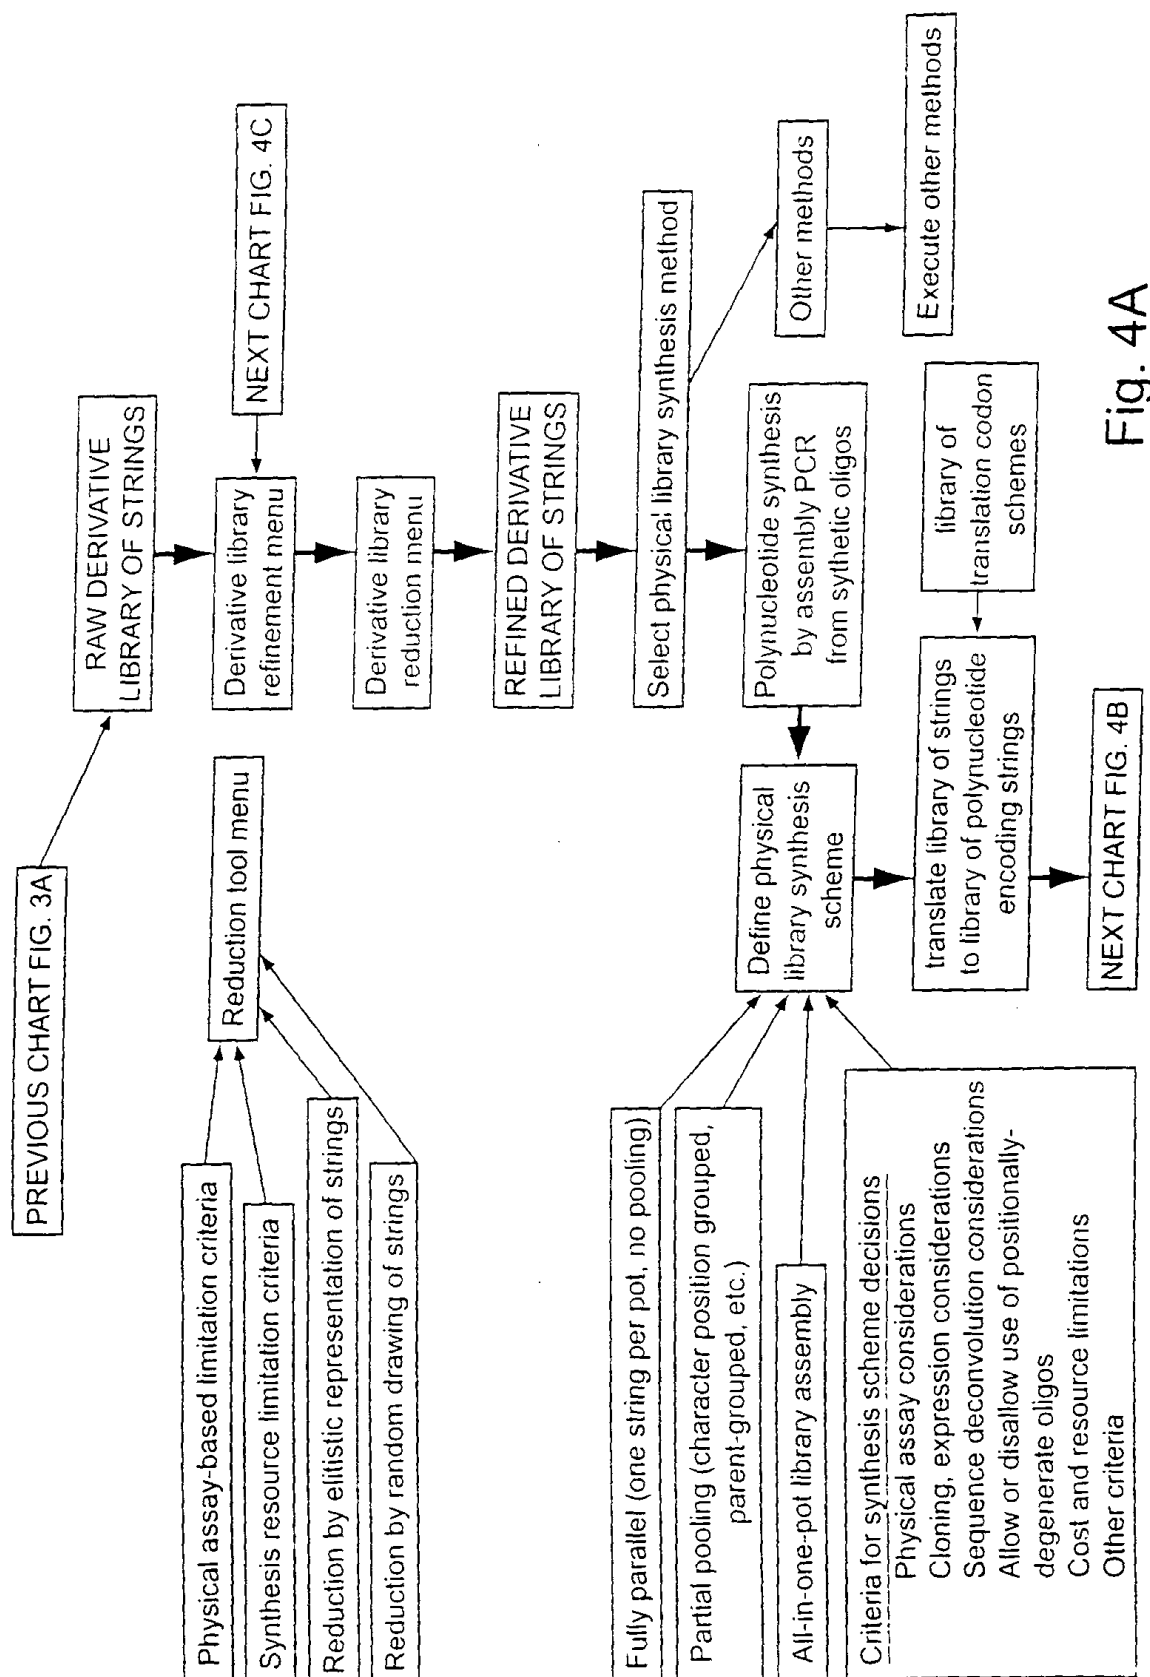 PREVIOUS CHART FIG. 3A
RAW DERIVATIVE
LIBRARY OF STRINGS
Physical assay-based limitation criteria
Synthesis resource limitation criteria
Reduction by elitistic representation of strings
Reduction by random drawing of strings
Reduction tool menu
Derivative library
refinement menu
NEXT CHART FIG. 4C
Derivative library
reduction menu
REFINED DERIVATIVE
LIBRARY OF STRINGS
Select physical library synthesis method
Fully parallel (one string per pot, no pooling)
Partial pooling (character position grouped,
parent-grouped, etc.)
All-in-one-pot library assembly
Criteria for synthesis scheme decisions
Physical assay considerations
Cloning, expression considerations
Sequence deconvolution considerations
Allow or disallow use of positionally-
degenerate oligos
Cost and resource limitations
Other criteria
Define physical
library synthesis
scheme
Polynucleotide synthesis
by assembly PCR
from sythetic oligos
Other methods
translate library of strings
to library of polynucleotide
encoding strings
library of
translation codon
schemes
Execute other methods
NEXT CHART FIG. 4B
Fig. 4A